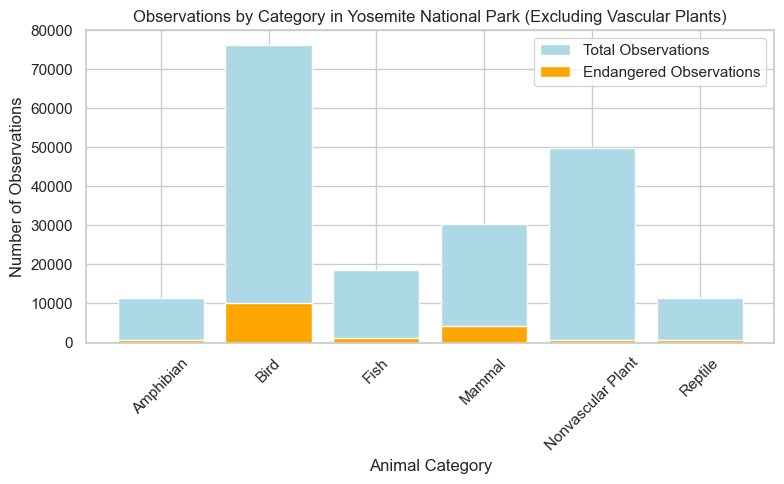 Observations by Category in Yosemite National Park (Excluding Vascular Plants)
Total Observations
Endangered Observations
Number of Observations
80000
70000
60000
50000
40000
30000
20000
10000
0
Amphibian
Bird
Fish
Mammal
Nonvascular Plant
Reptile
Animal Category